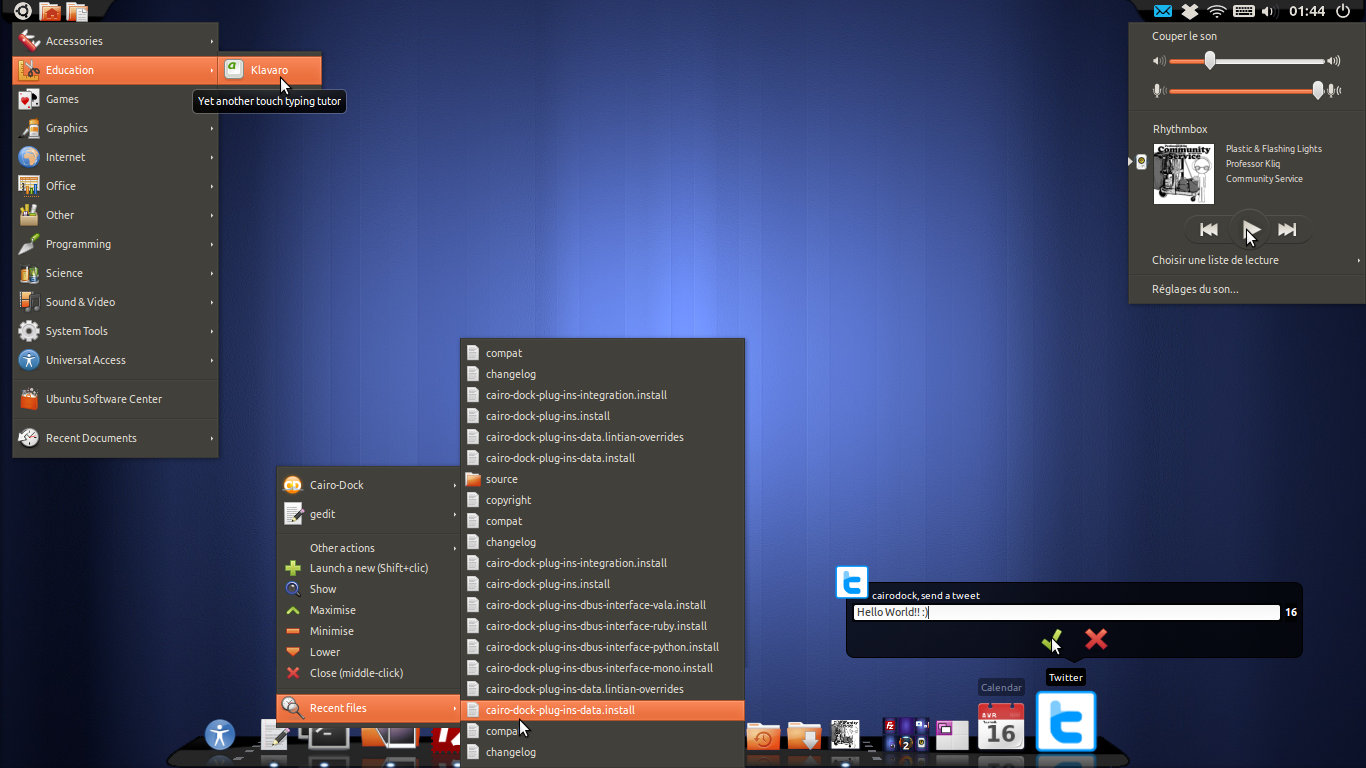 01:44
Accessories
Education
Games
Graphics
Internet
Office
Other
Programming
Science
Sound & Video
System Tools
Universal Access
Ubuntu Software Center
Recent Documents
Klavaro
Yet another touch typing tutor
Couper le son
Rhythmbox
Community
Service
Plastic & Flashing Lights
Professor Kliq
Community Service
Choisir une liste de lecture
Réglages du son...
Cairo-Dock
gedit
Other actions
Launch a new (Shift+clic)
Show
Maximise
Minimise
Lower
Close (middle-click)
Recent files
compat
changelog
cairo-dock-plug-ins-integration.install
cairo-dock-plug-ins.install
cairo-dock-plug-ins-data.lintian-overrides
cairo-dock-plug-ins-data.install
source
copyright
compat
changelog
cairo-dock-plug-ins-integration.install
cairo-dock-plug-ins.install
cairo-dock-plug-ins-dbus-interface-vala.install
cairo-dock-plug-ins-dbus-interface-ruby.install
cairo-dock-plug-ins-dbus-interface-python.install
cairo-dock-plug-ins-dbus-interface-mono.install
cairo-dock-plug-ins-data.lintian-overrides
cairo-dock-plug-ins-data.install
compat
changelog
cairodock, send a tweet
Hello World!! :)
16
Twitter
Calendar
AVR
16
2